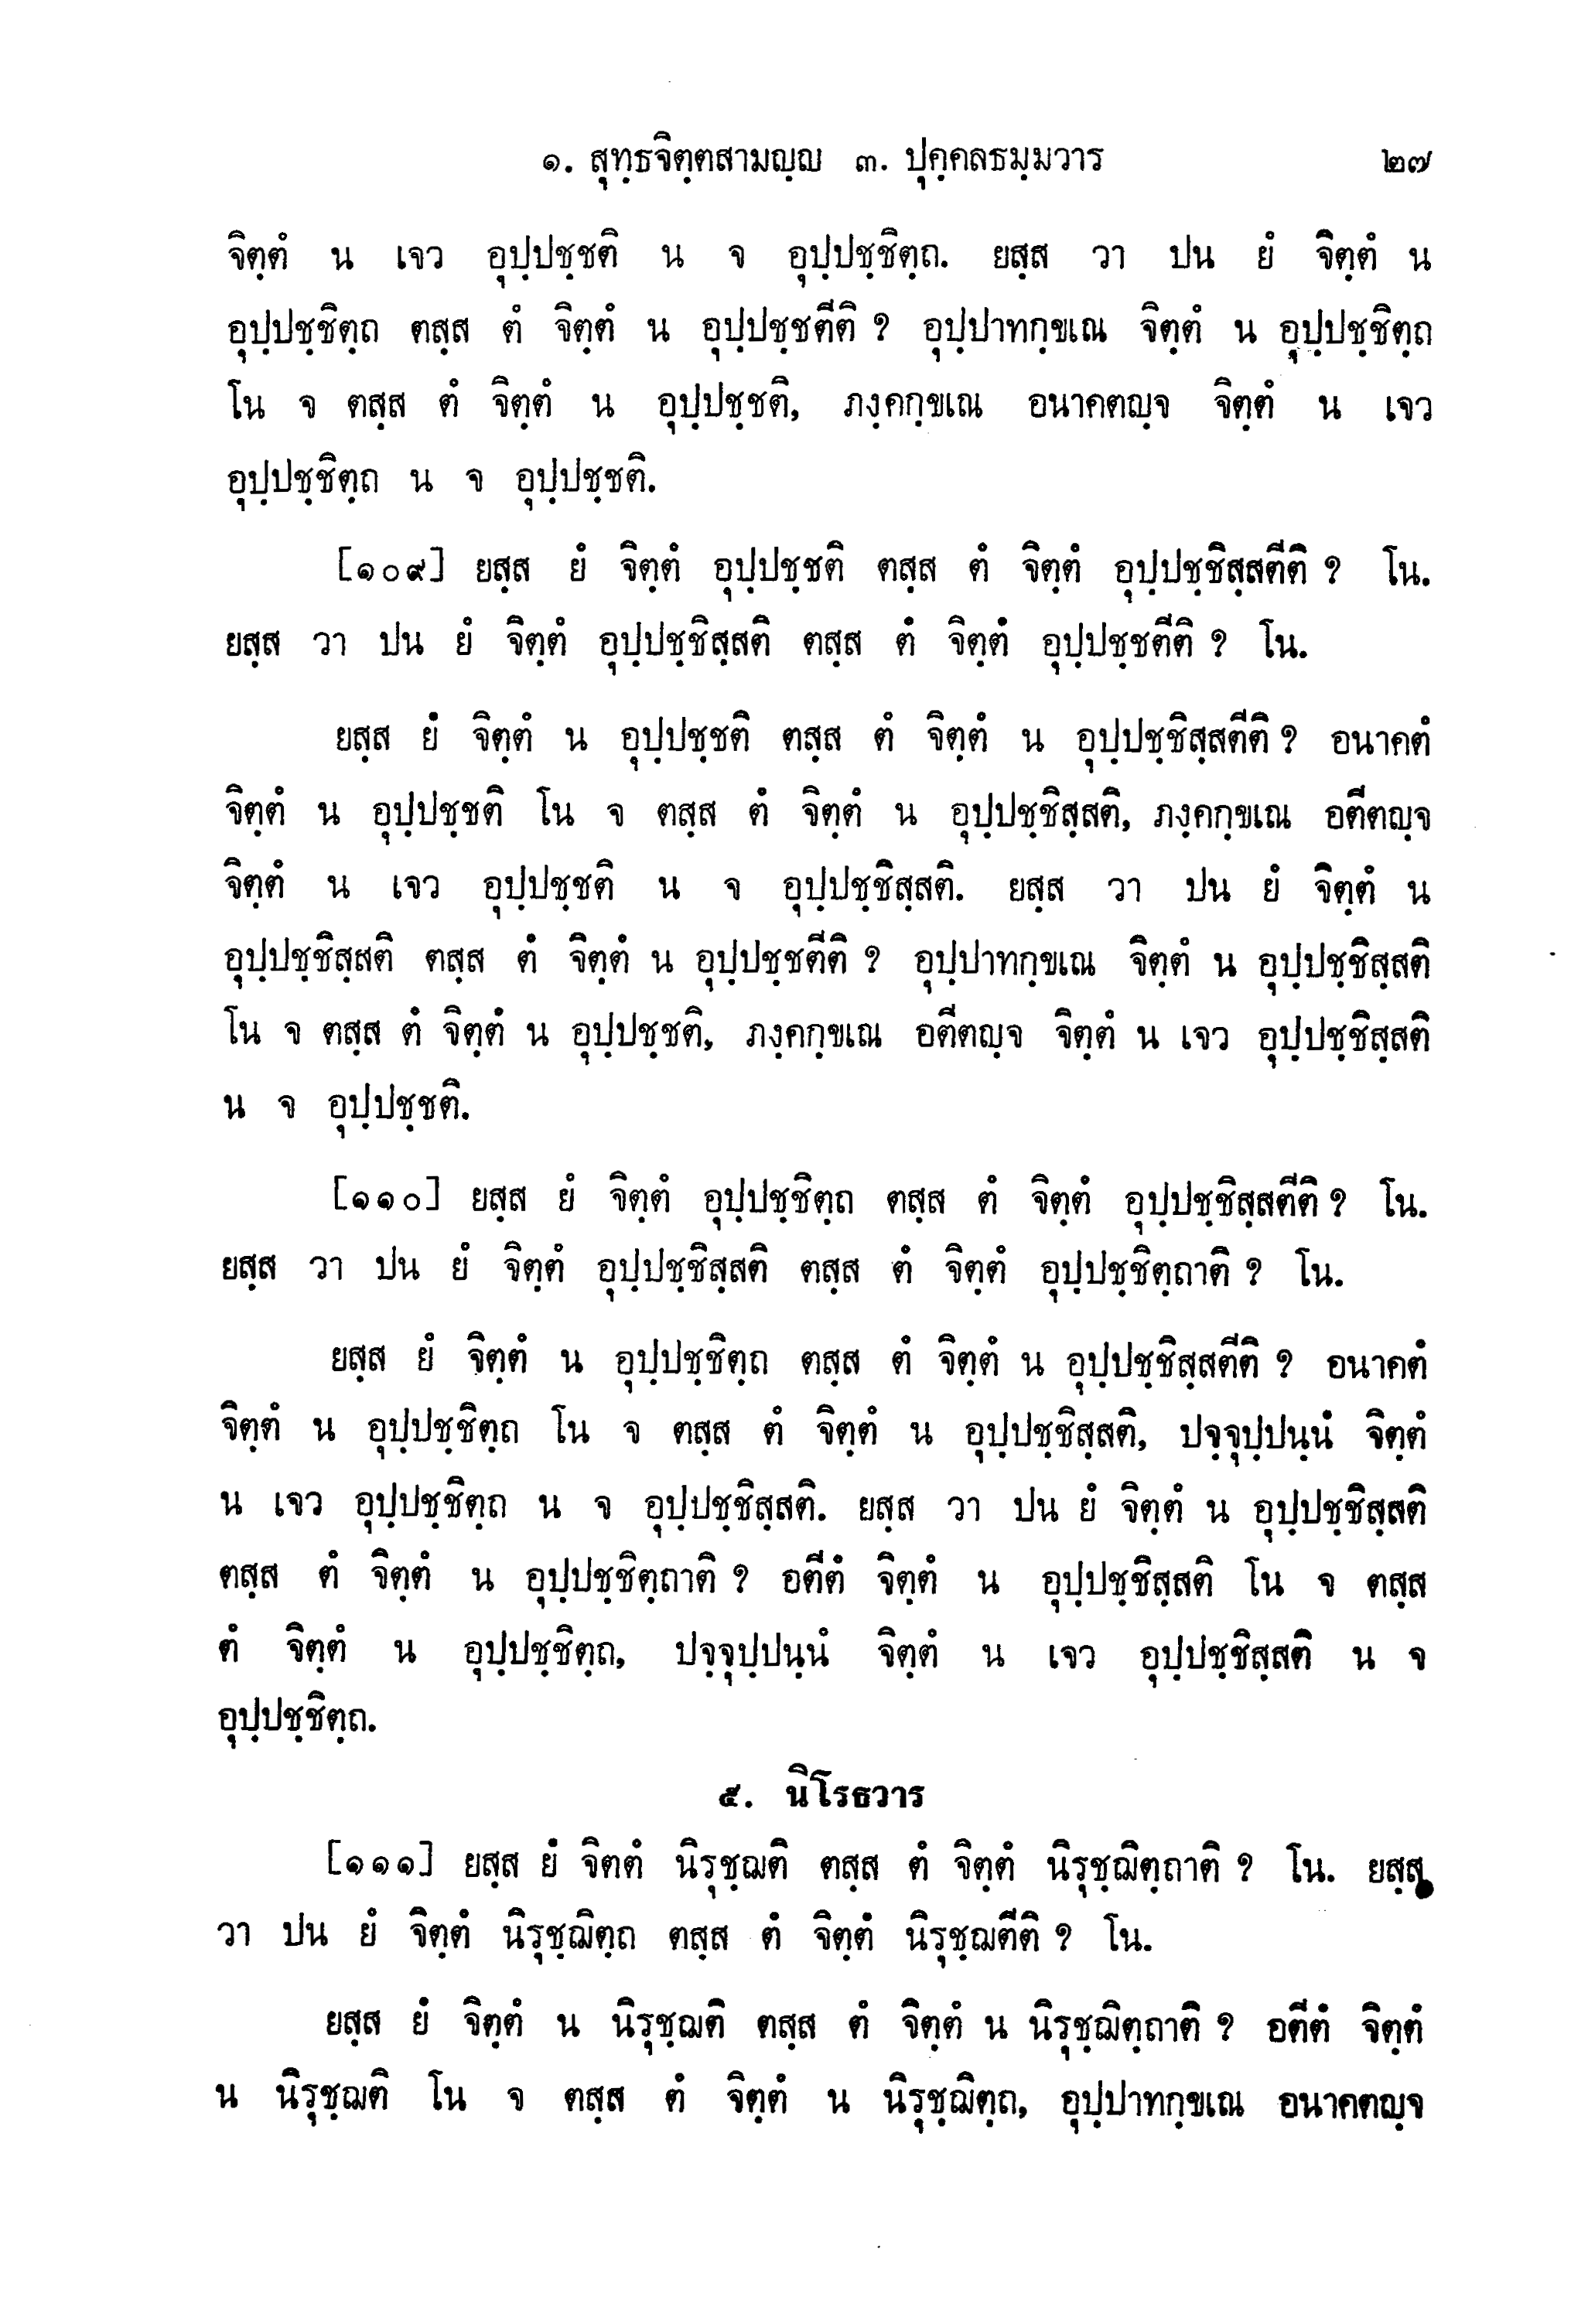 ๑. สุทฺธจิตฺตสามญฺญ ๓. ปุคฺคลธมฺมวาร ๒๗
จิตฺตํ น เจว อุปฺปชฺชติ น จ อุปฺปชฺชิตฺถ. ยสฺส วา ปน ยํ จิตฺตํ น
อุปฺปชฺชิตฺถ ตสฺส ตํ จิตฺตํ น อุปฺปชฺชตีติ ? อุปฺปาทกฺขเณ จิตฺตํ น อุปฺปชฺชิตฺถ
โน จ ตสฺส ตํ จิตฺตํ น อุปฺปชฺชติ, ภงฺคกฺขเณ อนาคตญฺจ จิตฺตํ น เจว
อุปฺปชฺชิตฺถ น จ อุปฺปชฺชติ.
[๑๐๙] ยสฺส ยํ จิตฺตํ อุปฺปชฺชติ ตสฺส ตํ จิตฺตํ อุปฺปชฺชิสฺสตีติ ? โน.
ยสฺส วา ปน ยํ จิตฺตํ อุปฺปชฺชิสฺสติ ตสฺส ตํ จิตฺตํ อุปฺปชฺชตีติ ? โน.
ยสฺส ยํ จิตฺตํ น อุปฺปชฺชติ ตสฺส ตํ จิตฺตํ น อุปฺปชฺชิสฺสตีติ ? อนาคตํ
จิตฺตํ น อุปฺปชฺชติ โน จ ตสฺส ตํ จิตฺตํ น อุปฺปชฺชิสฺสติ, ภงฺคกฺขเณ อตีตญฺจ
จิตฺตํ น เจว อุปฺปชฺชติ น จ อุปฺปชฺชิสฺสติ. ยสฺส วา ปน ยํ จิตฺตํ น
อุปฺปชฺชิสฺสติ ตสฺส ตํ จิตฺตํ น อุปฺปชฺชตีติ ? อุปฺปาทกฺขเณ จิตฺตํ น อุปฺปชฺชิสฺสติ
โน จ ตสฺส ตํ จิตฺตํ น อุปฺปชฺชติ, ภงฺคกฺขเณ อตีตญฺจ จิตฺตํ น เจว อุปฺปชฺชิสฺสติ
น จ อุปฺปชฺชติ.
[๑๑๐] ยสฺส ยํ จิตฺตํ อุปฺปชฺชิตฺถ ตสฺส ตํ จิตฺตํ อุปฺปชฺชิสฺสตีติ ? โน.
ยสฺส วา ปน ยํ จิตฺตํ อุปฺปชฺชิสฺสติ ตสฺส ตํ จิตฺตํ อุปฺปชฺชิตฺถาติ ? โน.
ยสฺส ยํ จิตฺตํ น อุปฺปชฺชิตฺถ ตสฺส ตํ จิตฺตํ น อุปฺปชฺชิสฺสตีติ ? อนาคตํ
จิตฺตํ น อุปฺปชฺชิตฺถ โน จ ตสฺส ตํ จิตฺตํ น อุปฺปชฺชิสฺสติ, ปจฺจุปฺปนฺนํ จิตฺตํ
น เจว อุปฺปชฺชิตฺถ น จ อุปฺปชฺชิสฺสติ. ยสฺส วา ปน ยํ จิตฺตํ น อุปฺปชฺชิสฺสติ
ตสฺส ตํ จิตฺตํ น อุปฺปชฺชิตฺถาติ ? อตีตํ จิตฺตํ น อุปฺปชฺชิสฺสติ โน จ ตสฺส
ตํ จิตฺตํ น อุปฺปชฺชิตฺถ, ปจฺจุปฺปนฺนํ จิตฺตํ น เจว อุปฺปชฺชิสฺสติ น จ
อุปฺปชฺชิตฺถ.
๕. นิโรธวาร
[๑๑๑] ยสฺส ยํ จิตตํ นิรุชฺฌติ ตสฺส ตํ จิตฺตํ นิรุชฺฌิตฺถาติ ? โน. ยสฺส
วา ปน ยํ จิตฺตํ นิรุชฺฌิตฺถ ตสฺส ตํ จิตฺตํ นิรุชฺฌตีติ ? โน.
ยสฺส ยํ จิตฺตํ น นิรุชฺฌติ ตสฺส ตํ จิตฺตํ น นิรุชฺฌิตฺถาติ ? อตีตํ จิตฺตํ
น นิรุชฺฌติ โน จ ตสฺส ตํ จิตฺตํ น นิรุชฺฌิตฺถ, อุปฺปาทกฺขเณ อนาคตญฺจ